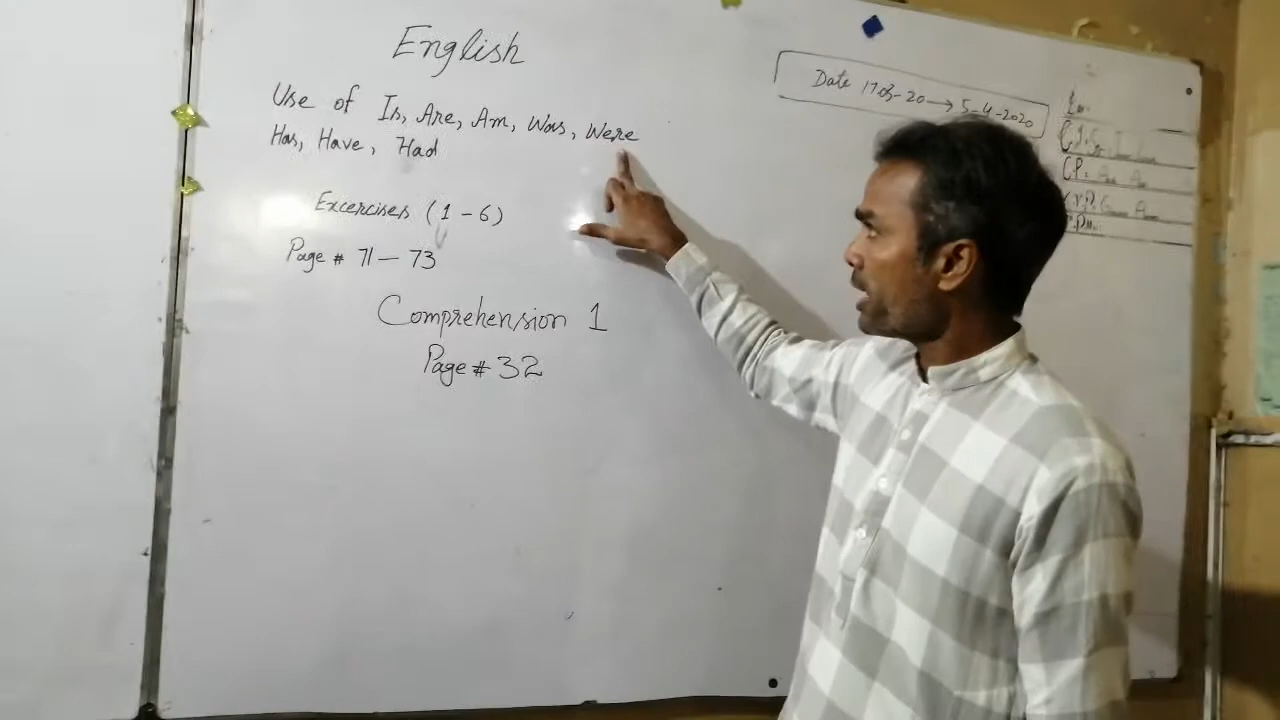 English
Use of Is, Are, Am, Was, Were
Has, Have, Had
Excercises (1-6)
Page # 71 — 73
Comprehension 1
Page # 32
Date 17-03-20 → 5-4-2020